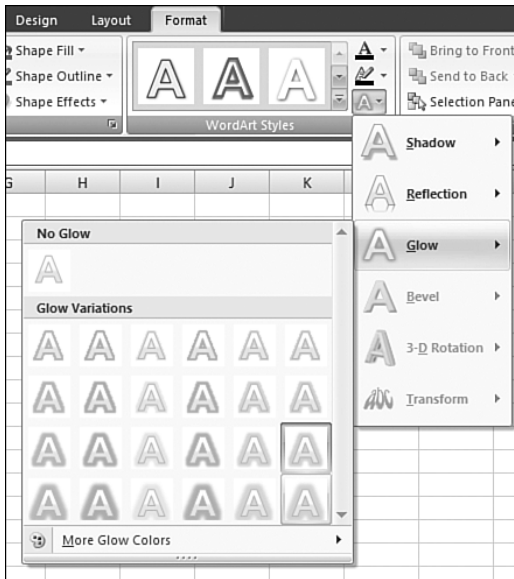 Design Layout Format
Shape Fill
Shape Outline
Shape Effects
A A A A
A
A
Bring to Front
Send to Back
Selection Pane
WordArt Styles
H I J K
Shadow
Reflection
Glow
Bevel
3-D Rotation
abc Transform
No Glow
A
Glow Variations
A A A A A A
A A A A A A
A A A A A A
A A A A A A
More Glow Colors